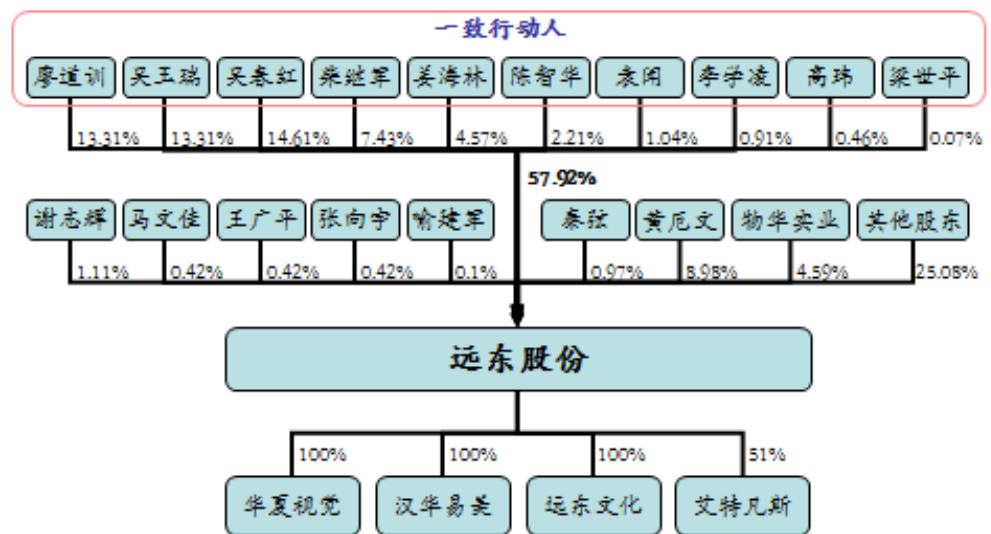 一致行动人
廖道训 吴玉瑞 吴春红 柴继军 姜海林 陈智华 袁闯 李学凌 高玮 梁世平
13.31% 13.31% 14.61% 7.43% 4.57% 2.21% 1.04% 0.91% 0.46% 0.07%
57.92%
谢志辉 马文佳 王广平 张向宇 喻建军 秦弦 黄厄文 物华实业 其他股东
1.11% 0.42% 0.42% 0.42% 0.1% 0.97% 8.98% 4.59% 25.08%
远东股份
100% 100% 100% 51%
华夏视觉 汉华易美 远东文化 艾特凡斯